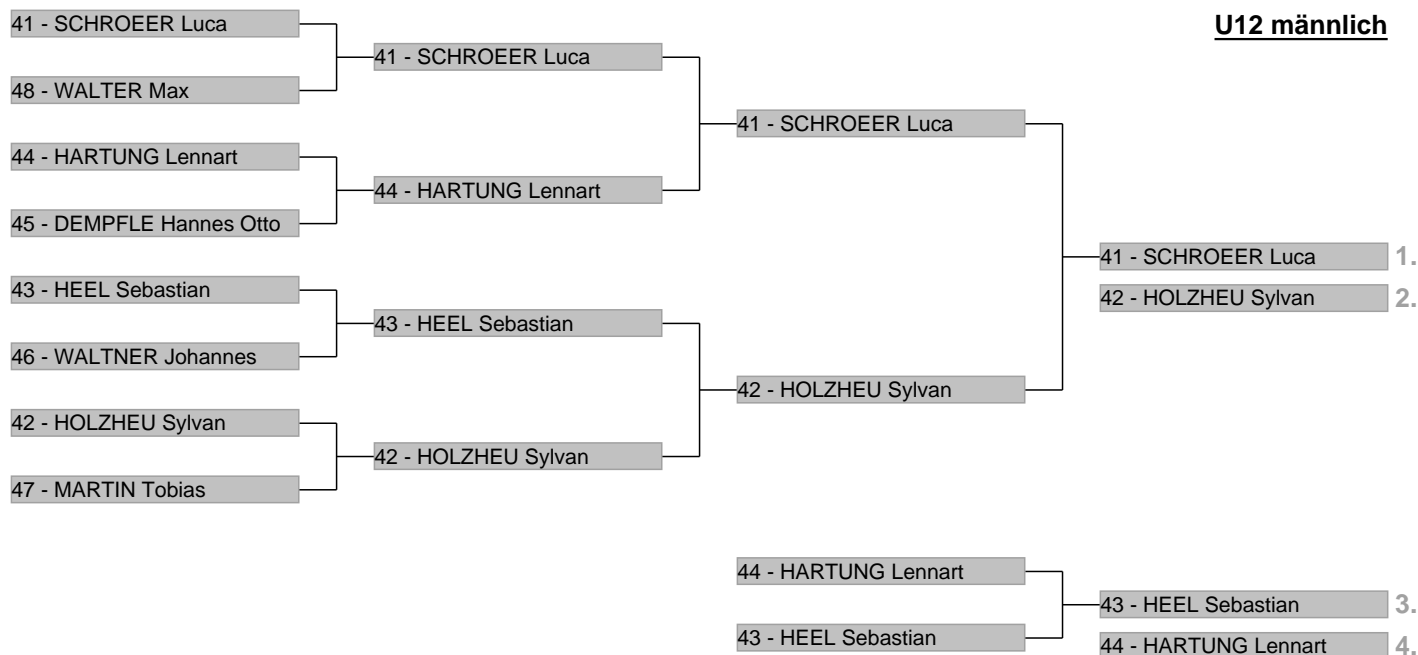 U12 männlich
41 - SCHROEER Luca
48 - WALTER Max
44 - HARTUNG Lennart
45 - DEMPFLE Hannes Otto
43 - HEEL Sebastian
46 - WALTNER Johannes
42 - HOLZHEU Sylvan
47 - MARTIN Tobias
41 - SCHROEER Luca
44 - HARTUNG Lennart
43 - HEEL Sebastian
42 - HOLZHEU Sylvan
41 - SCHROEER Luca
42 - HOLZHEU Sylvan
41 - SCHROEER Luca 1.
42 - HOLZHEU Sylvan 2.
44 - HARTUNG Lennart
43 - HEEL Sebastian
43 - HEEL Sebastian 3.
44 - HARTUNG Lennart 4.